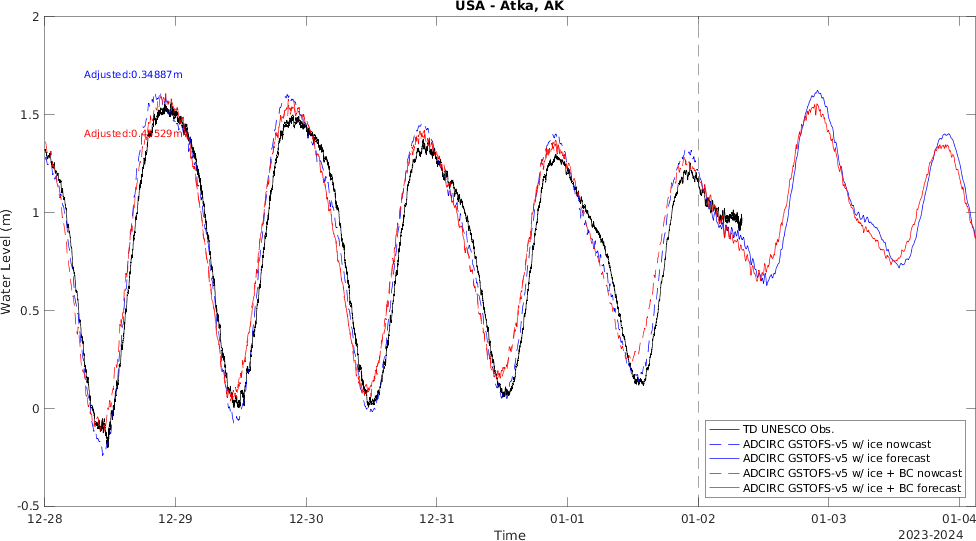 USA - Atka, AK
2
1.5
1
0.5
0
-0.5
Water Level (m)
Adjusted:0.34887m
12-28
12-29
12-30
12-31
01-01
01-02
01-03
01-04
Time
2023-2024
TD UNESCO Obs.
ADCIRC GSTOFS-v5 w/ ice nowcast
ADCIRC GSTOFS-v5 w/ ice forecast
ADCIRC GSTOFS-v5 w/ ice + BC nowcast
ADCIRC GSTOFS-v5 w/ ice + BC forecast